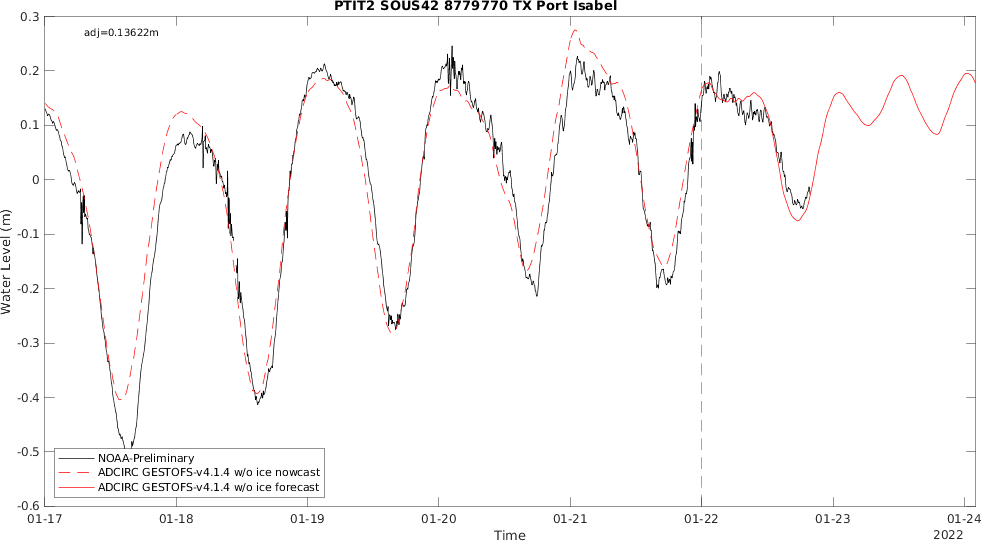 PTIT2 SOUS42 8779770 TX Port Isabel
adj=0.13622m
0.3
0.2
0.1
0
-0.1
-0.2
-0.3
-0.4
-0.5
-0.6
Water Level (m)
NOAA-Preliminary
ADCIRC GESTOFS-v4.1.4 w/o ice nowcast
ADCIRC GESTOFS-v4.1.4 w/o ice forecast
01-17 01-18 01-19 01-20 01-21 01-22 01-23 01-24
Time
2022